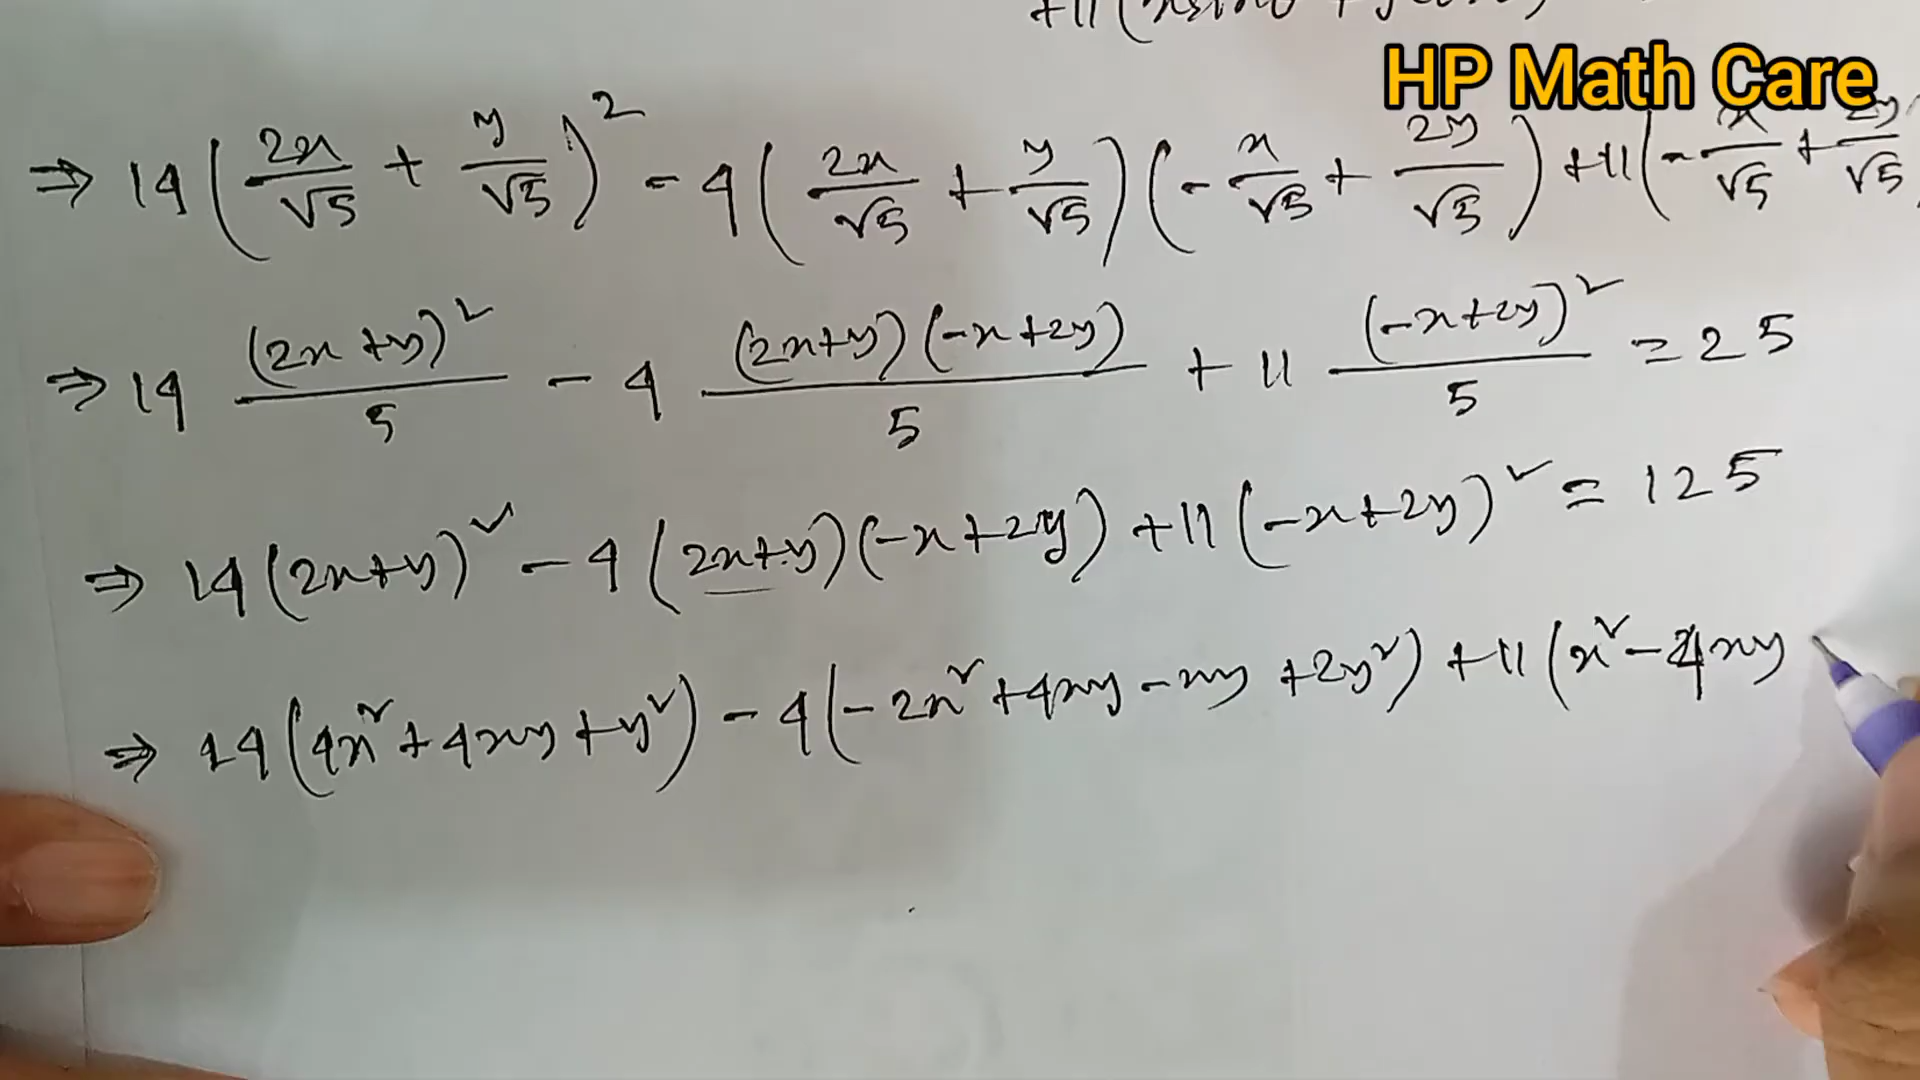 HP Math Care
⇒ 14(2x/√5 + y/√5)² - 4(2x/√5 + y/√5)(-x/√5 + 2y/√5) + 11(-x/√5 + 2y/√5
⇒ 14 (2x+y)²/5 - 4 (2x+y)(-x+2y)/5 + 11 (-x+2y)²/5 = 25
⇒ 14(2x+y)² - 4(2x+y)(-x+2y) + 11(-x+2y)² = 125
⇒ 14(4x²+4xy+y²) - 4(-2x²+4xy-xy+2y²) + 11(x²-4xy